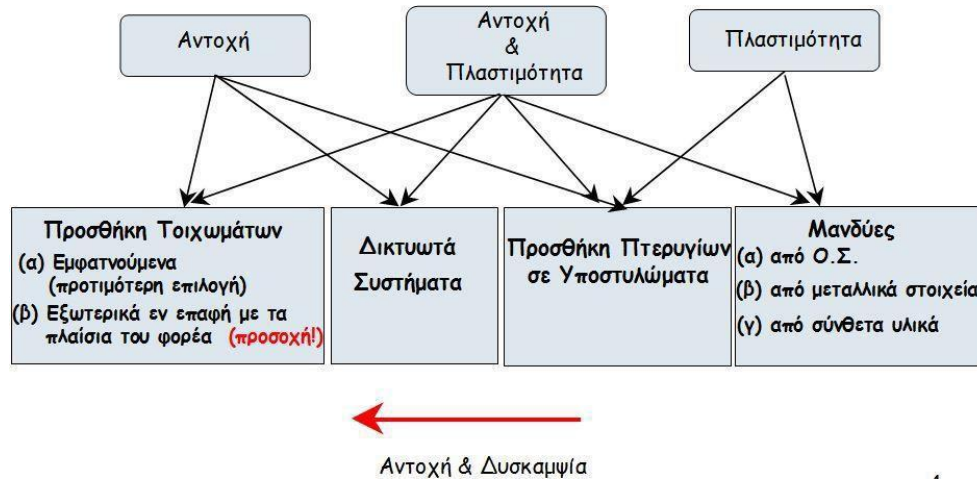 Αντοχή
Αντοχή
&
Πλαστιμότητα
Πλαστιμότητα
Προσθήκη Τοιχωμάτων
(α) Εμφατνούμενα
(προτιμότερη επιλογή)
(β) Εξωτερικά εν επαφή με τα
πλαίσια του φορέα (προσοχή!)
Δικτυωτά
Συστήματα
Προσθήκη Πτερυγίων
σε Υποστυλώματα
Μανδύες
(α) από Ο.Σ.
(β) από μεταλλικά στοιχεία
(γ) από σύνθετα υλικά
Αντοχή & Δυσκαμψία